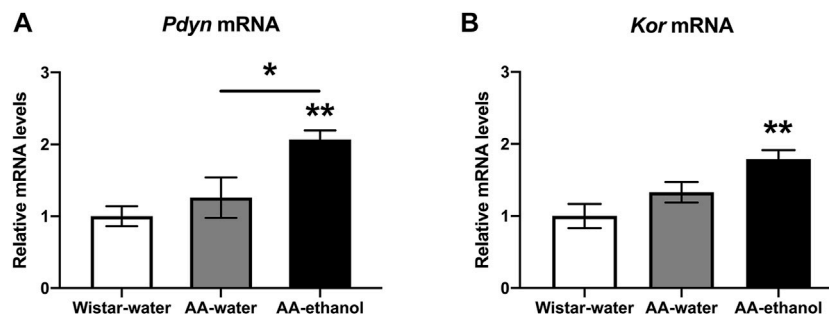 A
Pdyn mRNA
Relative mRNA levels
3
2
1
0
*
**
Wistar-water AA-water AA-ethanol
B
Kor mRNA
Relative mRNA levels
3
2
1
0
**
Wistar-water AA-water AA-ethanol